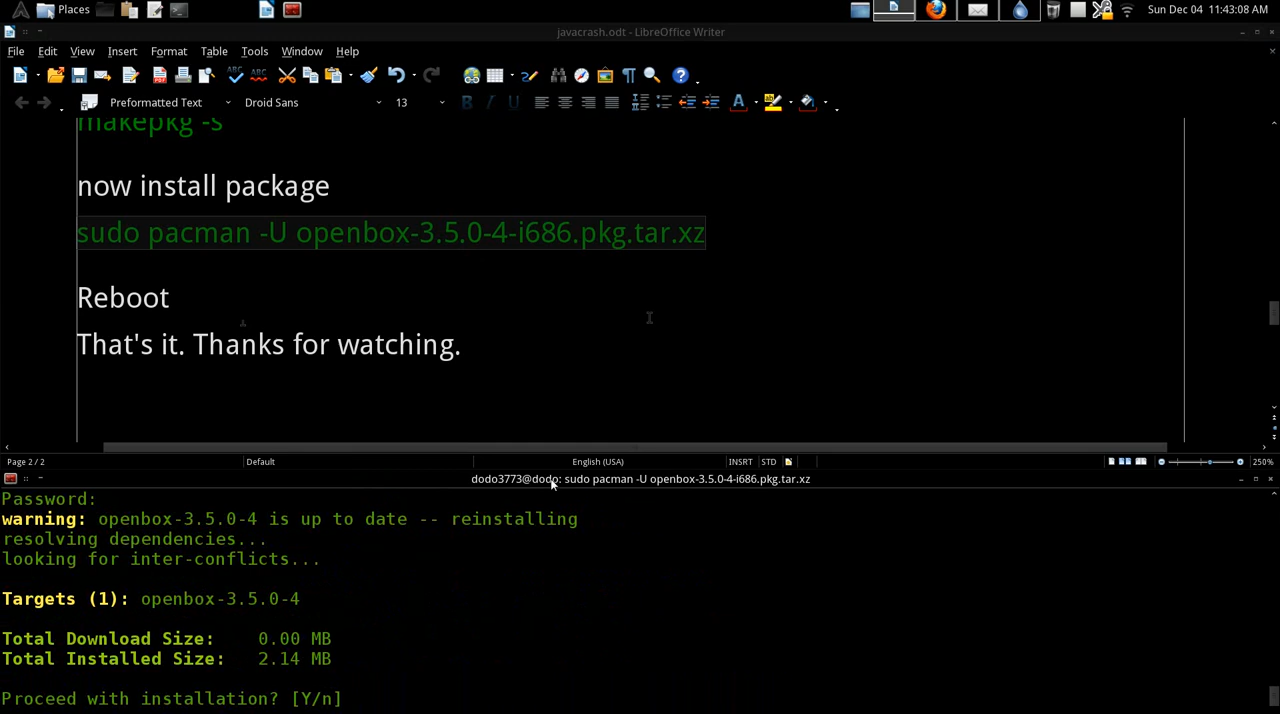 Places
Sun Dec 04 11:43:08 AM
javacrash.odt - LibreOffice Writer
File Edit View Insert Format Table Tools Window Help
Preformatted Text Droid Sans 13
makepkg -s
now install package
sudo pacman -U openbox-3.5.0-4-i686.pkg.tar.xz
Reboot
That's it. Thanks for watching.
Page 2 / 2 Default English (USA) INSRT STD 250%
dodo3773@dodo: sudo pacman -U openbox-3.5.0-4-i686.pkg.tar.xz
Password:
warning: openbox-3.5.0-4 is up to date -- reinstalling
resolving dependencies...
looking for inter-conflicts...
Targets (1): openbox-3.5.0-4
Total Download Size: 0.00 MB
Total Installed Size: 2.14 MB
Proceed with installation? [Y/n]